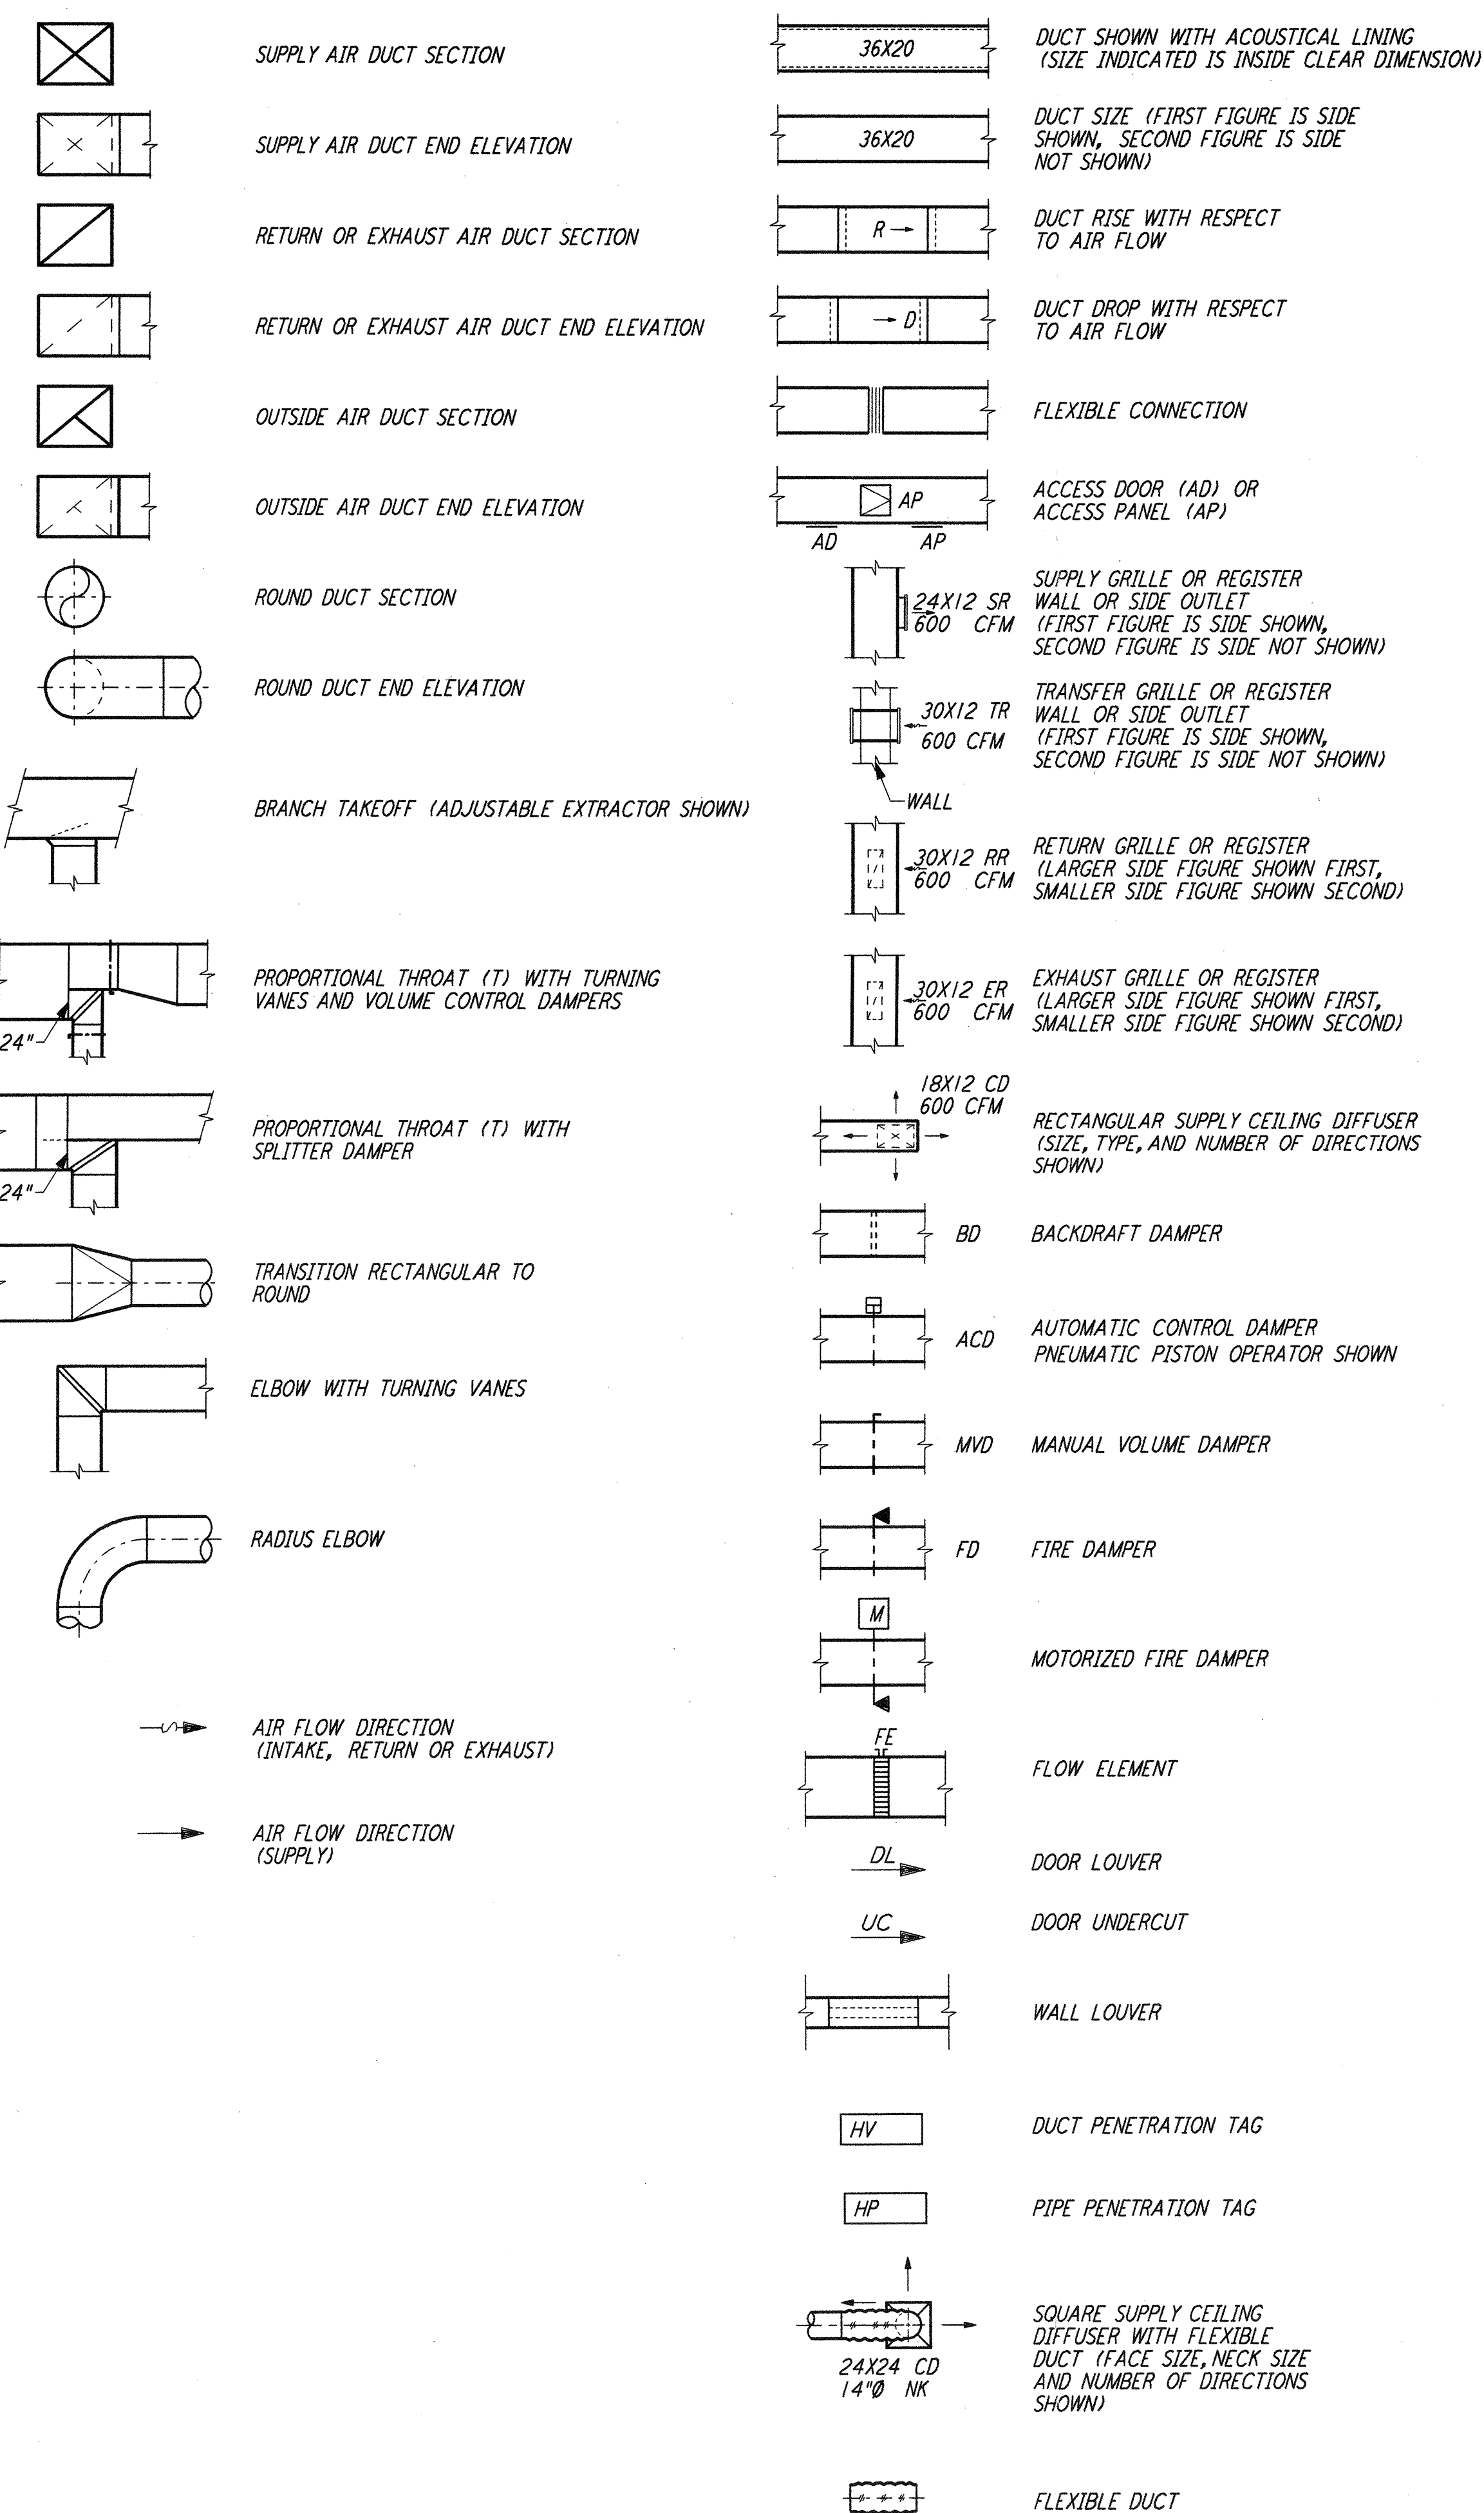 SUPPLY AIR DUCT SECTION
SUPPLY AIR DUCT END ELEVATION
RETURN OR EXHAUST AIR DUCT SECTION
RETURN OR EXHAUST AIR DUCT END ELEVATION
OUTSIDE AIR DUCT SECTION
OUTSIDE AIR DUCT END ELEVATION
ROUND DUCT SECTION
ROUND DUCT END ELEVATION
BRANCH TAKEOFF (ADJUSTABLE EXTRACTOR SHOWN)
24"
PROPORTIONAL THROAT (T) WITH TURNING
VANES AND VOLUME CONTROL DAMPERS
24"
PROPORTIONAL THROAT (T) WITH
SPLITTER DAMPER
TRANSITION RECTANGULAR TO
ROUND
ELBOW WITH TURNING VANES
RADIUS ELBOW
AIR FLOW DIRECTION
(INTAKE, RETURN OR EXHAUST)
AIR FLOW DIRECTION
(SUPPLY)
36X20
DUCT SHOWN WITH ACOUSTICAL LINING
(SIZE INDICATED IS INSIDE CLEAR DIMENSION)
36X20
DUCT SIZE (FIRST FIGURE IS SIDE
SHOWN, SECOND FIGURE IS SIDE
NOT SHOWN)
R
DUCT RISE WITH RESPECT
TO AIR FLOW
D
DUCT DROP WITH RESPECT
TO AIR FLOW
FLEXIBLE CONNECTION
AP
AD AP
ACCESS DOOR (AD) OR
ACCESS PANEL (AP)
24X12 SR
600 CFM
SUPPLY GRILLE OR REGISTER
WALL OR SIDE OUTLET
(FIRST FIGURE IS SIDE SHOWN,
SECOND FIGURE IS SIDE NOT SHOWN)
30X12 TR
600 CFM
WALL
TRANSFER GRILLE OR REGISTER
WALL OR SIDE OUTLET
(FIRST FIGURE IS SIDE SHOWN,
SECOND FIGURE IS SIDE NOT SHOWN)
30X12 RR
600 CFM
RETURN GRILLE OR REGISTER
(LARGER SIDE FIGURE SHOWN FIRST,
SMALLER SIDE FIGURE SHOWN SECOND)
30X12 ER
600 CFM
EXHAUST GRILLE OR REGISTER
(LARGER SIDE FIGURE SHOWN FIRST,
SMALLER SIDE FIGURE SHOWN SECOND)
18X12 CD
600 CFM
RECTANGULAR SUPPLY CEILING DIFFUSER
(SIZE, TYPE, AND NUMBER OF DIRECTIONS
SHOWN)
BD BACKDRAFT DAMPER
ACD AUTOMATIC CONTROL DAMPER
PNEUMATIC PISTON OPERATOR SHOWN
MVD MANUAL VOLUME DAMPER
FD FIRE DAMPER
M
MOTORIZED FIRE DAMPER
FE
FLOW ELEMENT
DL
DOOR LOUVER
UC
DOOR UNDERCUT
WALL LOUVER
HV DUCT PENETRATION TAG
HP PIPE PENETRATION TAG
24X24 CD
14"Ø NK
SQUARE SUPPLY CEILING
DIFFUSER WITH FLEXIBLE
DUCT (FACE SIZE, NECK SIZE
AND NUMBER OF DIRECTIONS
SHOWN)
FLEXIBLE DUCT